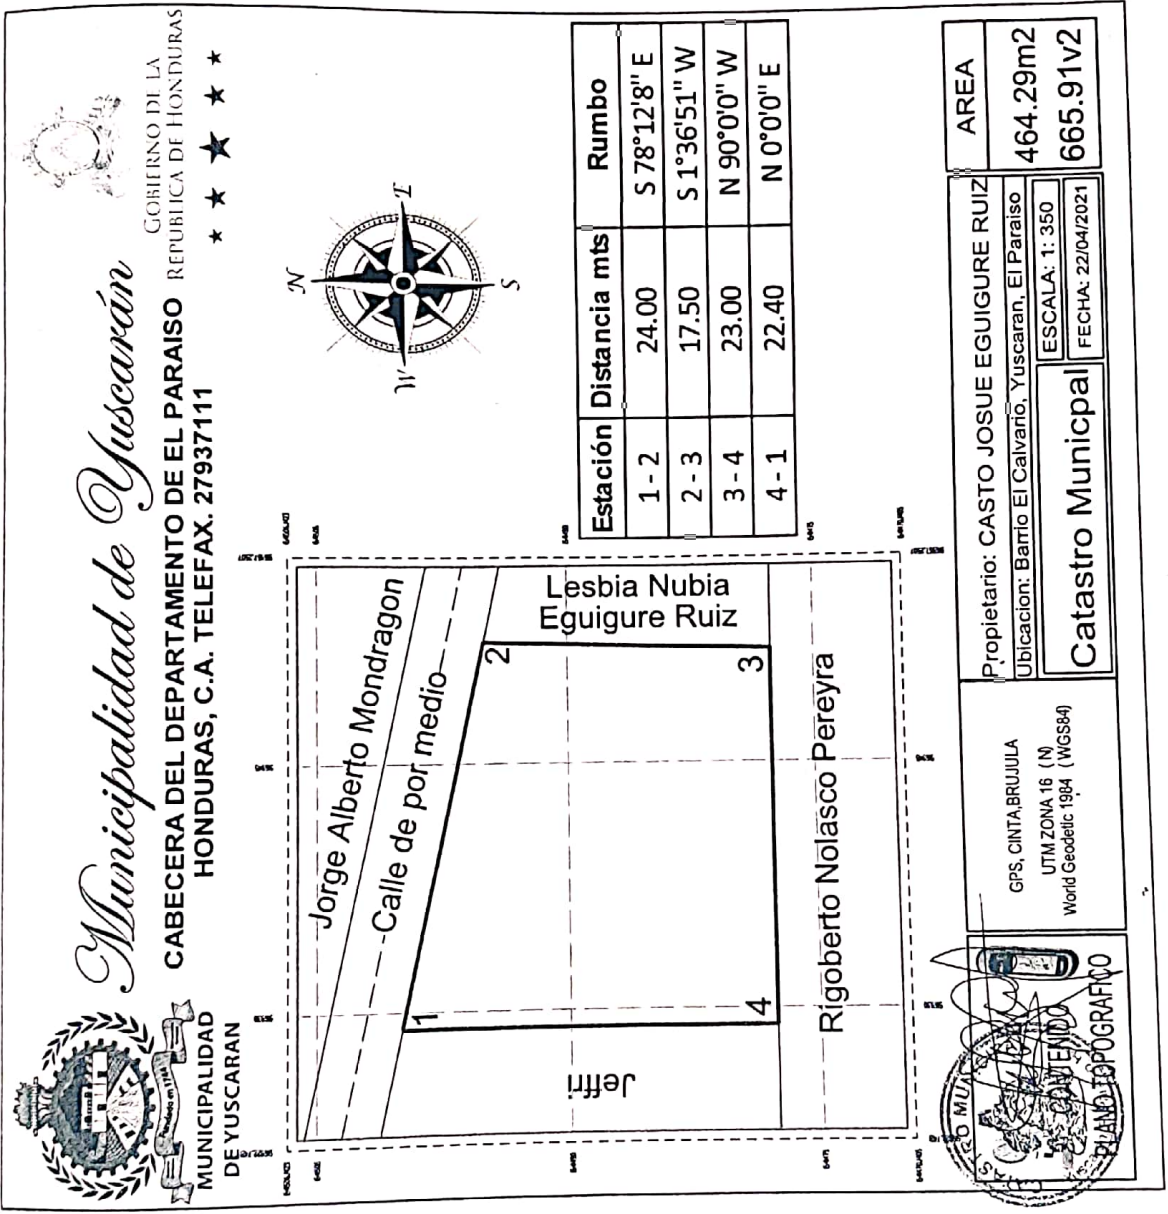 Municipalidad de Yuscarán
CABECERA DEL DEPARTAMENTO DE EL PARAISO
HONDURAS, C.A. TELEFAX. 27937111
GOBIERNO DE LA
REPUBLICA DE HONDURAS
MUNICIPALIDAD
DE YUSCARAN
N
E
S
W
Jorge Alberto Mondragon
Calle de por medio
1
2
3
4
Lesbia Nubia
Eguigure Ruiz
Jeffri
Rigoberto Nolasco Pereyra
Estación Distancia mts Rumbo
1 - 2 24.00 S 78°12'8" E
2 - 3 17.50 S 1°36'51" W
3 - 4 23.00 N 90°0'0" W
4 - 1 22.40 N 0°0'0" E
CONTENIDO
PLANO TOPOGRAFICO
GPS, CINTA,BRUJULA
UTM ZONA 16 (N)
World Geodetic 1984 (WGS84)
Propietario: CASTO JOSUE EGUIGURE RUIZ
Ubicacion: Barrio El Calvario, Yuscaran, El Paraiso
Catastro Municpal
ESCALA: 1: 350
FECHA: 22/04/2021
AREA
464.29m2
665.91v2